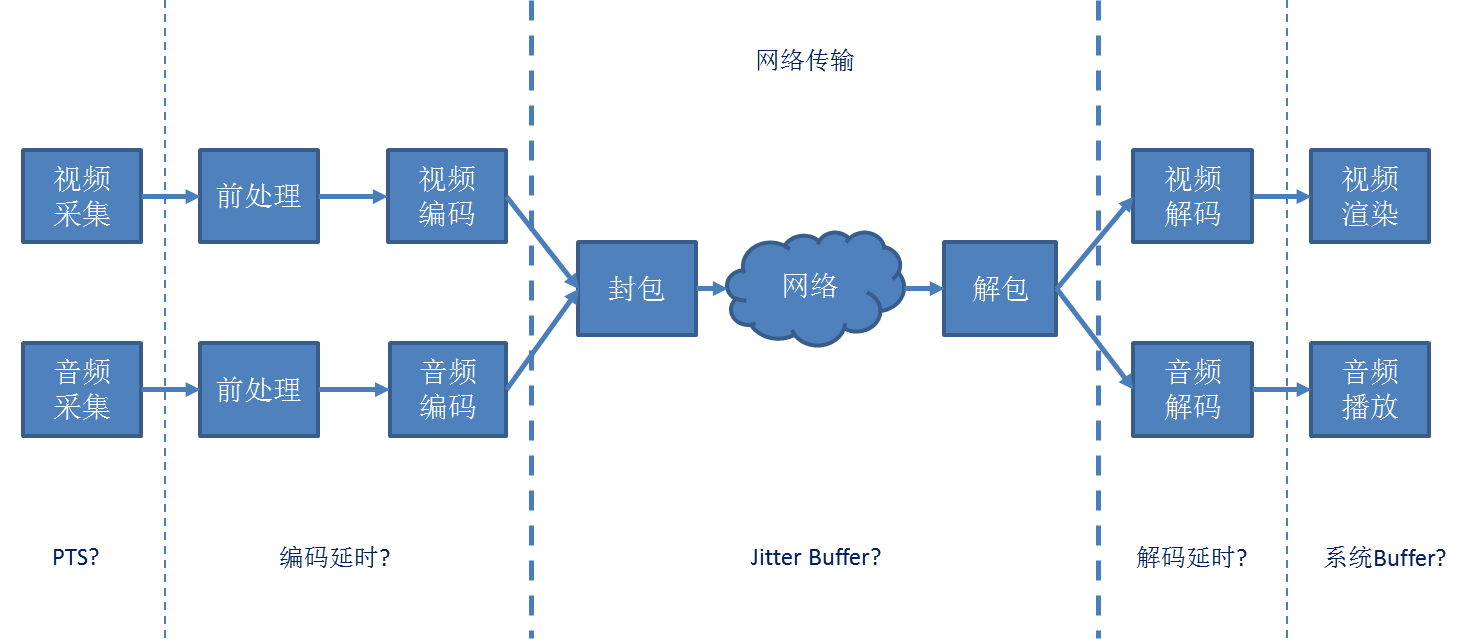 网络传输
视频
采集
前处理
视频
编码
视频
解码
视频
渲染
封包
网络
解包
音频
采集
前处理
音频
编码
音频
解码
音频
播放
PTS?
编码延时?
Jitter Buffer?
解码延时?
系统Buffer?